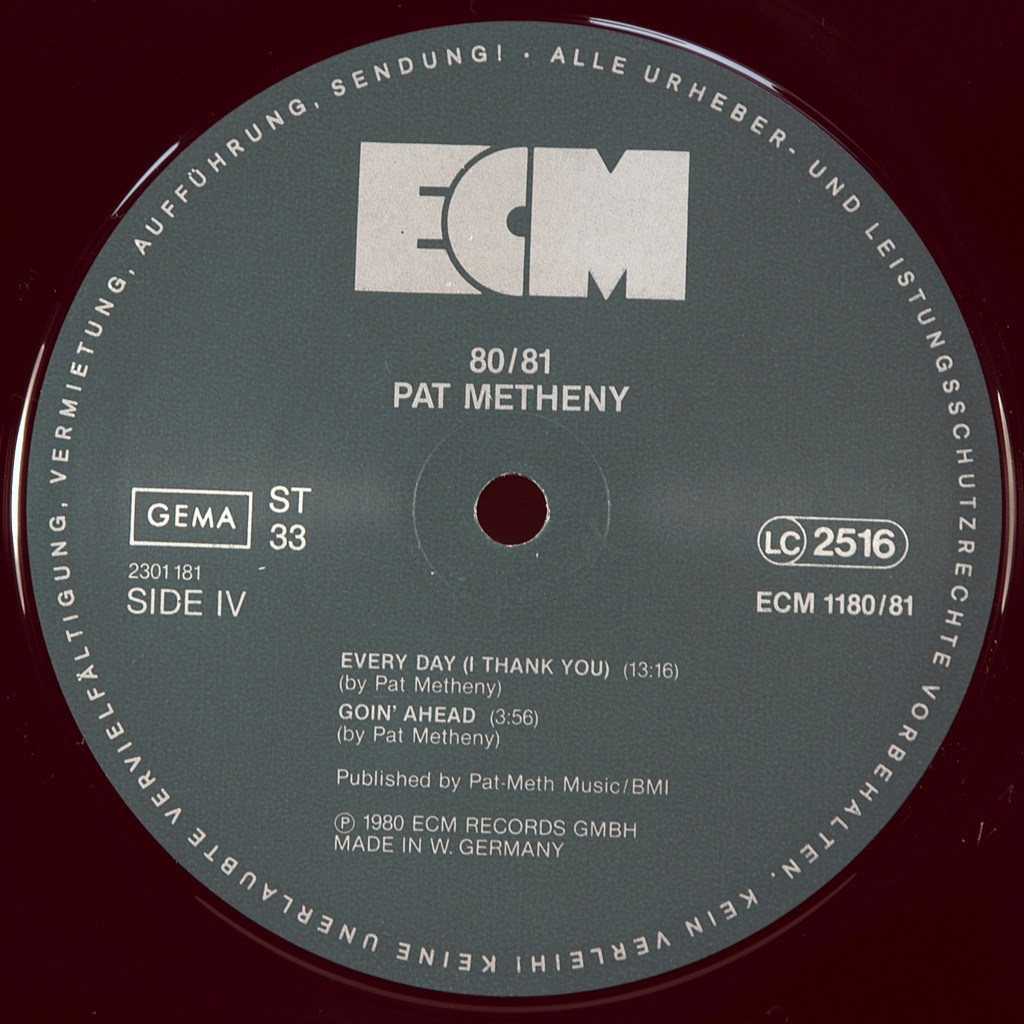 ALLE URHEBER- UND LEISTUNGSSCHUTZRECHTE VORBEHALTEN. KEIN VERLEIH! KEINE UNERLAUBTE VERVIELFÄLTIGUNG, VERMIETUNG, AUFFÜHRUNG, SENDUNG! ·
ECM
80/81
PAT METHENY
GEMA
ST
33
2301181
SIDE IV
LC 2516
ECM 1180/81
EVERY DAY (I THANK YOU) (13:16)
(by Pat Metheny)
GOIN' AHEAD (3:56)
(by Pat Metheny)
Published by Pat-Meth Music/BMI
℗ 1980 ECM RECORDS GMBH
MADE IN W. GERMANY